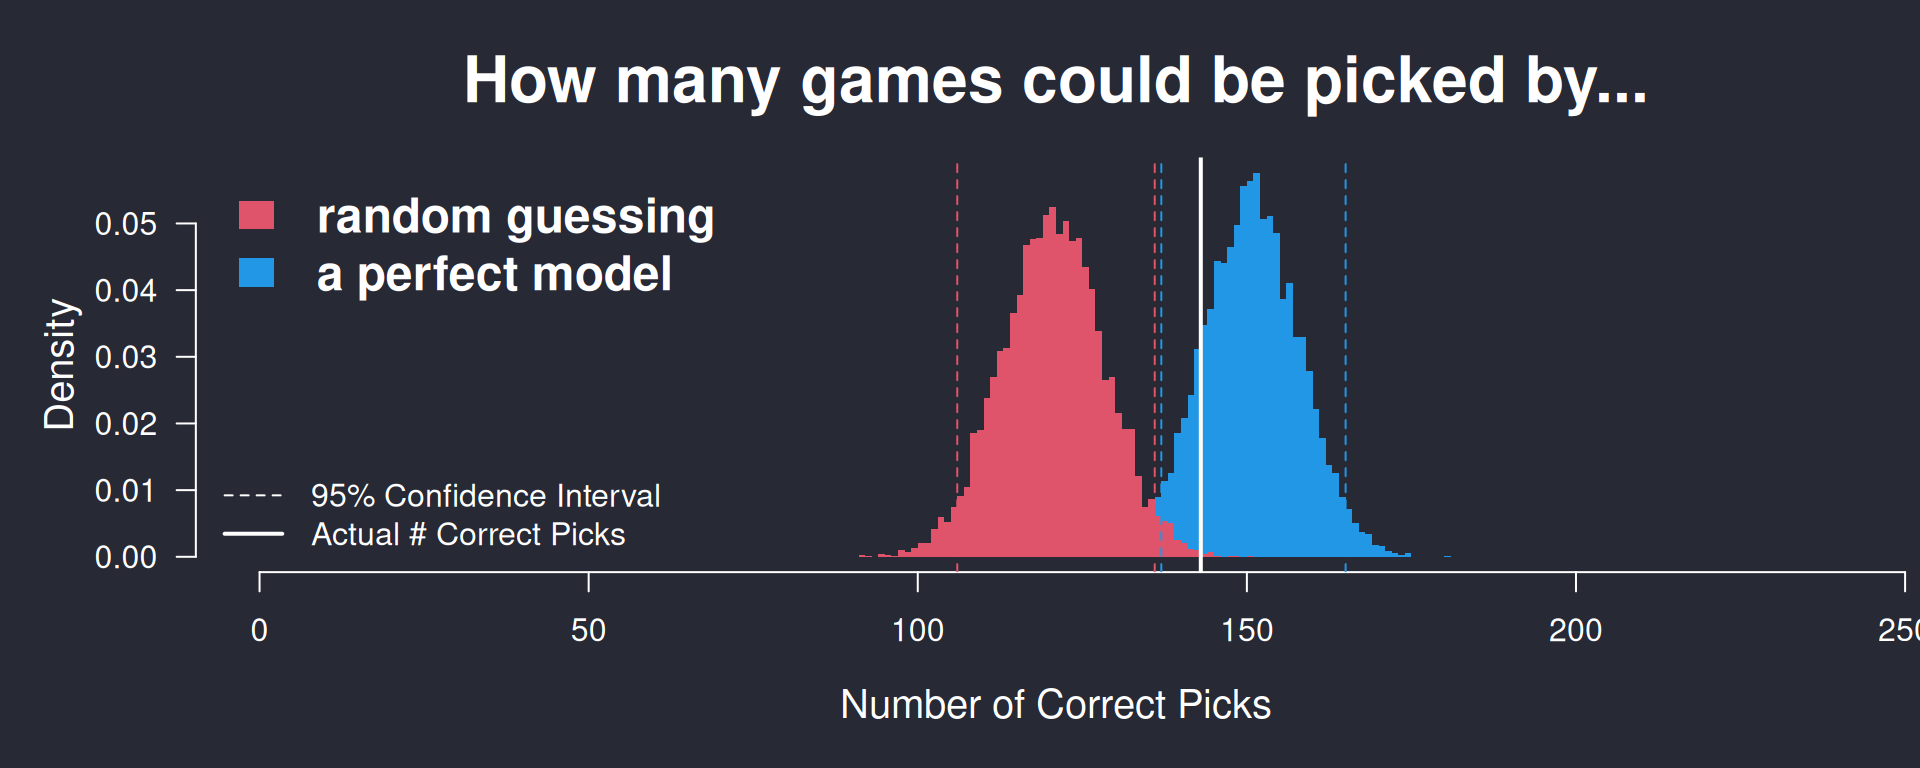 How many games could be picked by...
random guessing
a perfect model
0.05
0.04
0.03
0.02
0.01
0.00
Density
95% Confidence Interval
Actual # Correct Picks
0 50 100 150 200 250
Number of Correct Picks